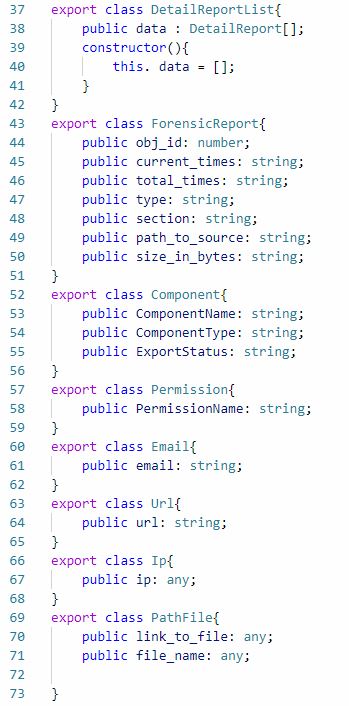 37 export class DetailReportList{
38 public data : DetailReport[];
39 constructor(){
40 this. data = [];
41 }
42 }
43 export class ForensicReport{
44 public obj_id: number;
45 public current_times: string;
46 public total_times: string;
47 public type: string;
48 public section: string;
49 public path_to_source: string;
50 public size_in_bytes: string;
51 }
52 export class Component{
53 public ComponentName: string;
54 public ComponentType: string;
55 public ExportStatus: string;
56 }
57 export class Permission{
58 public PermissionName: string;
59 }
60 export class Email{
61 public email: string;
62 }
63 export class Url{
64 public url: string;
65 }
66 export class Ip{
67 public ip: any;
68 }
69 export class PathFile{
70 public link_to_file: any;
71 public file_name: any;
72
73 }